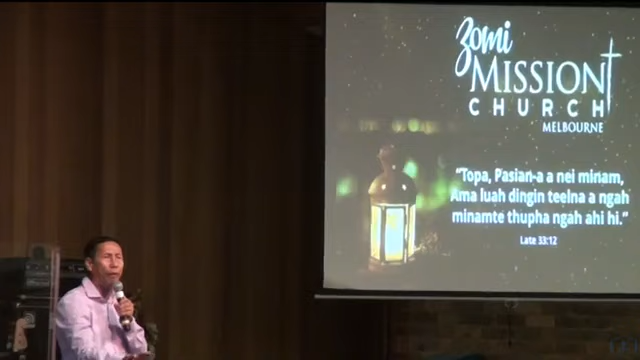 Zomi
MISSION
CHURCH
MELBOURNE
“Topa, Pasian-a a nei minam,
Ama luah dingin teelna a ngah
minamte thupha ngah ahi hi.”
Late 33:12